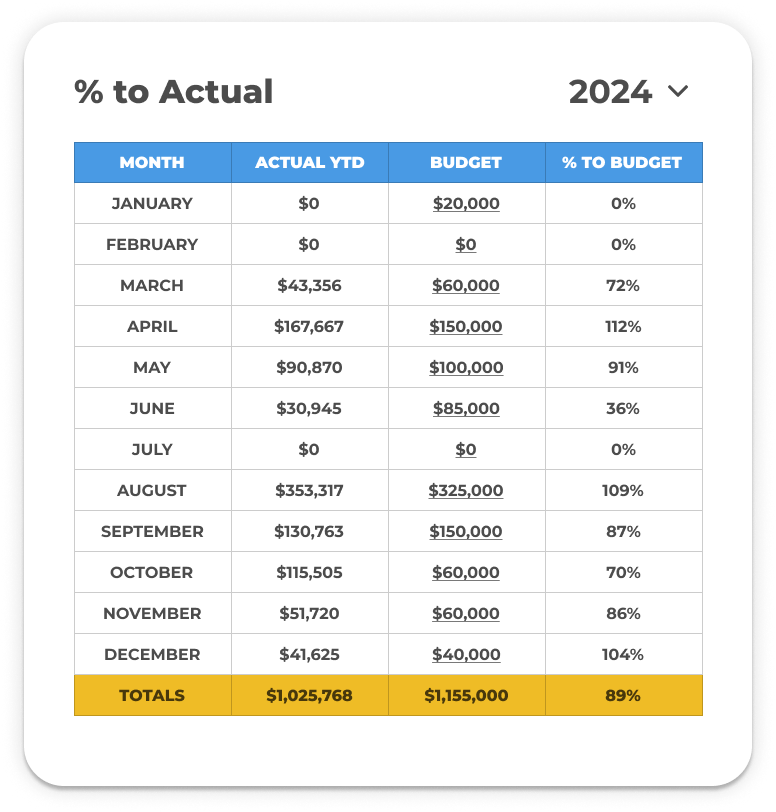 % to Actual 2024
MONTH ACTUAL YTD BUDGET % TO BUDGET
JANUARY $0 $20,000 0%
FEBRUARY $0 $0 0%
MARCH $43,356 $60,000 72%
APRIL $167,667 $150,000 112%
MAY $90,870 $100,000 91%
JUNE $30,945 $85,000 36%
JULY $0 $0 0%
AUGUST $353,317 $325,000 109%
SEPTEMBER $130,763 $150,000 87%
OCTOBER $115,505 $60,000 70%
NOVEMBER $51,720 $60,000 86%
DECEMBER $41,625 $40,000 104%
TOTALS $1,025,768 $1,155,000 89%